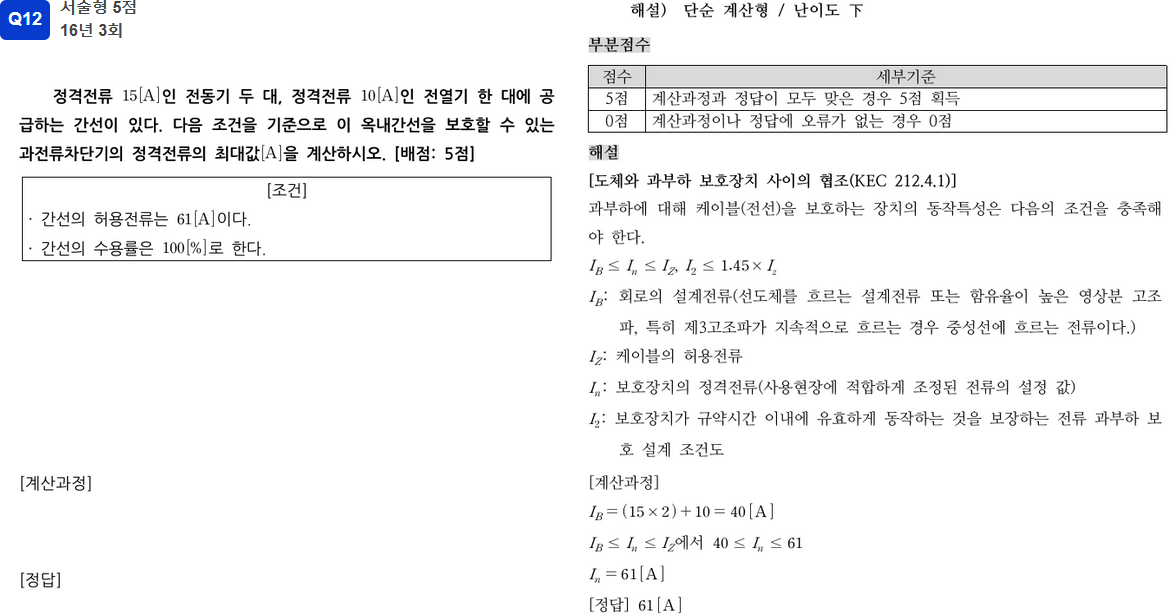 Q12
서술형 5점
16년 3회
정격전류 15[A]인 전동기 두 대, 정격전류 10[A]인 전열기 한 대에 공
급하는 간선이 있다. 다음 조건을 기준으로 이 옥내간선을 보호할 수 있는
과전류차단기의 정격전류의 최대값[A]을 계산하시오. [배점: 5점]
[조건]
· 간선의 허용전류는 61[A]이다.
· 간선의 수용률은 100[%]로 한다.
[계산과정]
[정답]
해설) 단순 계산형 / 난이도 下
부분점수
점수 세부기준
5점 계산과정과 정답이 모두 맞은 경우 5점 획득
0점 계산과정이나 정답에 오류가 없는 경우 0점
해설
[도체와 과부하 보호장치 사이의 협조(KEC 212.4.1)]
과부하에 대해 케이블(전선)을 보호하는 장치의 동작특성은 다음의 조건을 충족해
야 한다.
I_B ≤ I_n ≤ I_Z, I_2 ≤ 1.45 × I_z
I_B: 회로의 설계전류(선도체를 흐르는 설계전류 또는 함유율이 높은 영상분 고조
파, 특히 제3고조파가 지속적으로 흐르는 경우 중성선에 흐르는 전류이다.)
I_Z: 케이블의 허용전류
I_n: 보호장치의 정격전류(사용현장에 적합하게 조정된 전류의 설정 값)
I_2: 보호장치가 규약시간 이내에 유효하게 동작하는 것을 보장하는 전류 과부하 보
호 설계 조건도
[계산과정]
I_B = (15 × 2) + 10 = 40[A]
I_B ≤ I_n ≤ I_Z에서 40 ≤ I_n ≤ 61
I_n = 61[A]
[정답] 61[A]